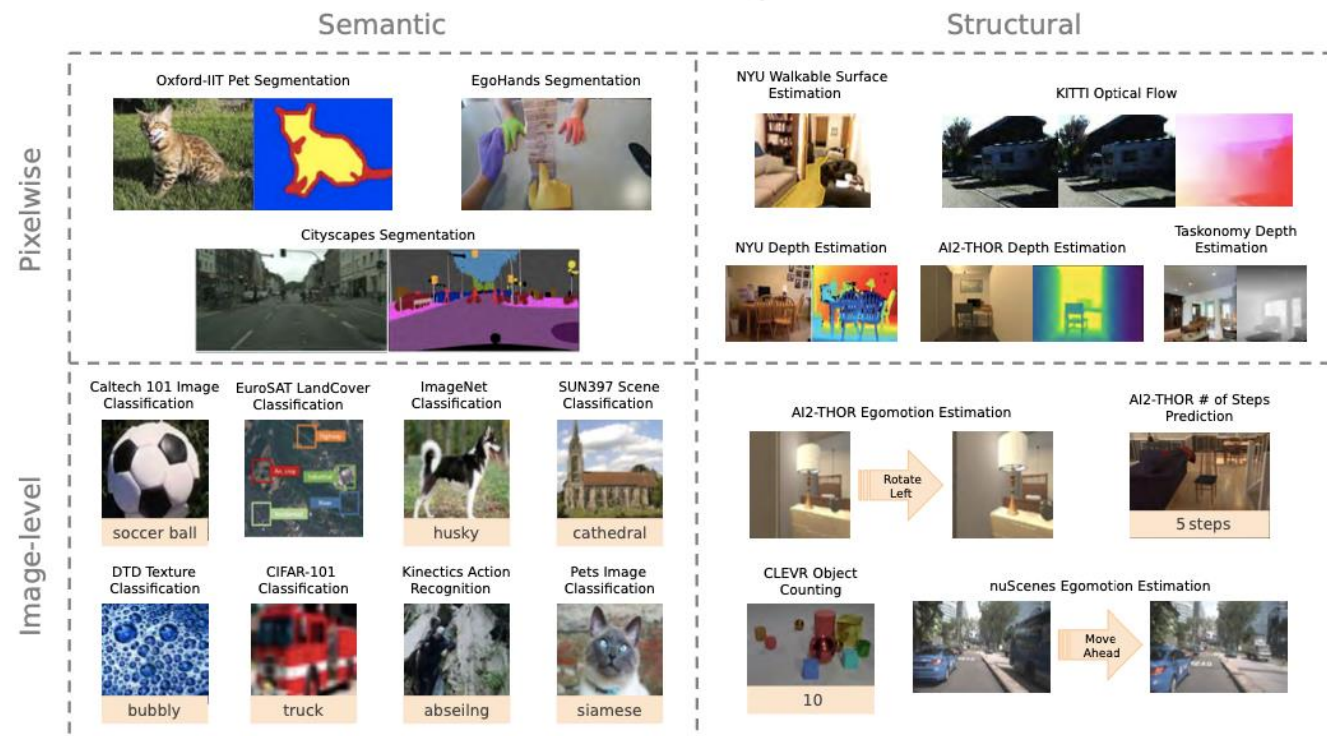 Semantic
Structural
Pixelwise
Oxford-IIT Pet Segmentation
EgoHands Segmentation
Cityscapes Segmentation
NYU Walkable Surface
Estimation
KITTI Optical Flow
NYU Depth Estimation
AI2-THOR Depth Estimation
Taskonomy Depth
Estimation
Image-level
Caltech 101 Image
Classification
soccer ball
EuroSAT LandCover
Classification
ImageNet
Classification
husky
SUN397 Scene
Classification
cathedral
DTD Texture
Classification
bubbly
CIFAR-101
Classification
truck
Kinectics Action
Recognition
abseilng
Pets Image
Classification
siamese
AI2-THOR Egomotion Estimation
Rotate
Left
AI2-THOR # of Steps
Prediction
5 steps
CLEVR Object
Counting
10
nuScenes Egomotion Estimation
Move
Ahead